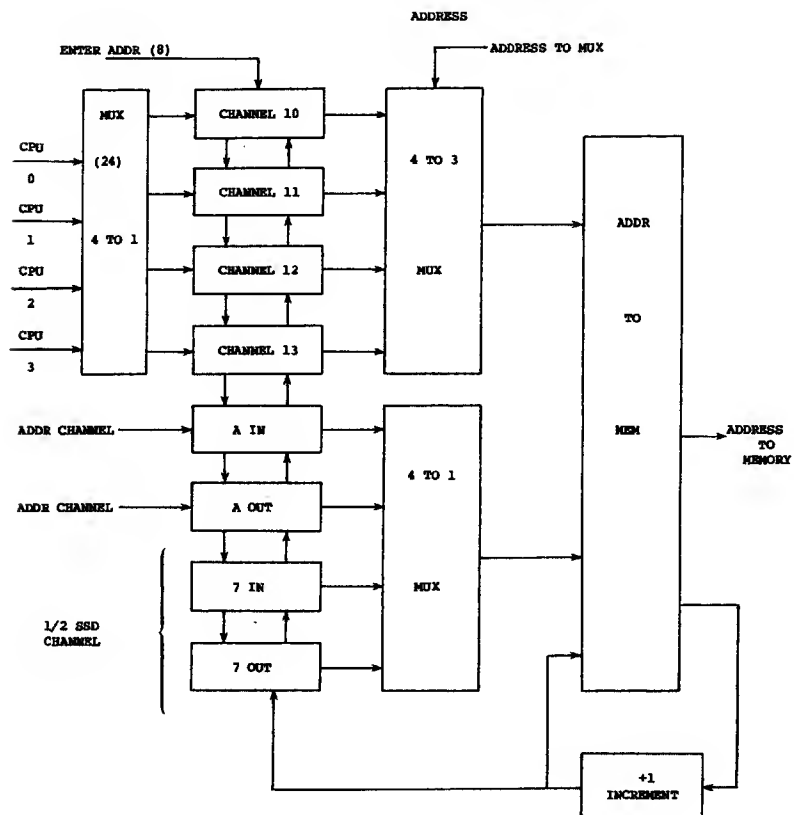 ADDRESS
ENTER ADDR (8)
ADDRESS TO MUX
MUX
(24)
4 TO 1
CPU
0
CPU
1
CPU
2
CPU
3
CHANNEL 10
CHANNEL 11
CHANNEL 12
CHANNEL 13
4 TO 3
MUX
ADDR
TO
MEM
ADDRESS
TO
MEMORY
ADDR CHANNEL
A IN
ADDR CHANNEL
A OUT
7 IN
7 OUT
1/2 SSD
CHANNEL
4 TO 1
MUX
+1
INCREMENT